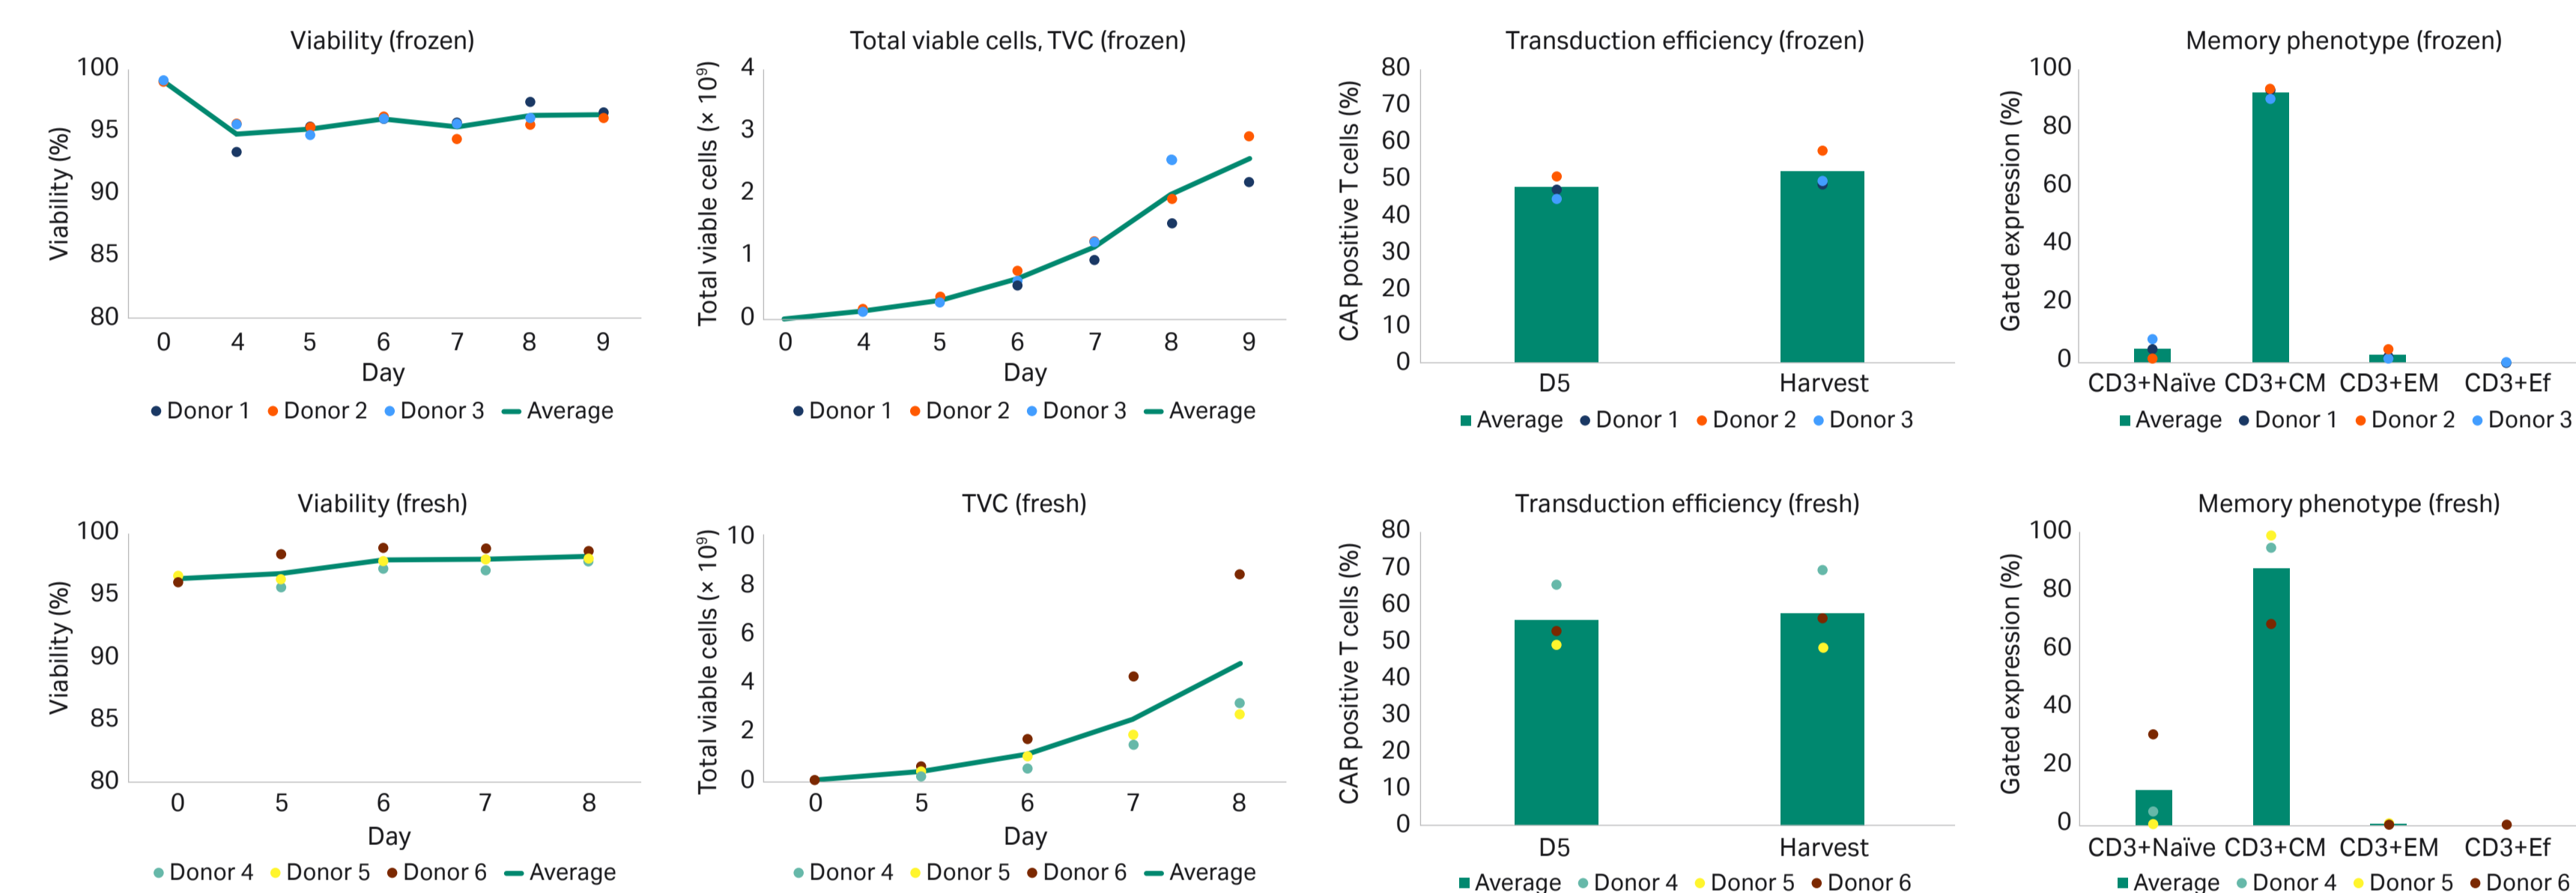 Viability (frozen)
Viability (%)
100
95
90
85
80
0 4 5 6 7 8 9
Day
Donor 1 Donor 2 Donor 3 Average
Total viable cells, TVC (frozen)
Total viable cells (× 10⁹)
4
3
2
1
0
0 4 5 6 7 8 9
Day
Donor 1 Donor 2 Donor 3 Average
Transduction efficiency (frozen)
CAR positive T cells (%)
80
70
60
50
40
30
20
10
0
D5 Harvest
Average Donor 1 Donor 2 Donor 3
Memory phenotype (frozen)
Gated expression (%)
100
80
60
40
20
0
CD3+Naïve CD3+CM CD3+EM CD3+Ef
Average Donor 1 Donor 2 Donor 3
Viability (fresh)
Viability (%)
100
95
90
85
80
0 5 6 7 8
Day
Donor 4 Donor 5 Donor 6 Average
TVC (fresh)
Total viable cells (× 10⁹)
10
8
6
4
2
0
0 5 6 7 8
Day
Donor 4 Donor 5 Donor 6 Average
Transduction efficiency (fresh)
CAR positive T cells (%)
80
70
60
50
40
30
20
10
0
D5 Harvest
Average Donor 4 Donor 5 Donor 6
Memory phenotype (fresh)
Gated expression (%)
100
80
60
40
20
0
CD3+Naïve CD3+CM CD3+EM CD3+Ef
Average Donor 4 Donor 5 Donor 6